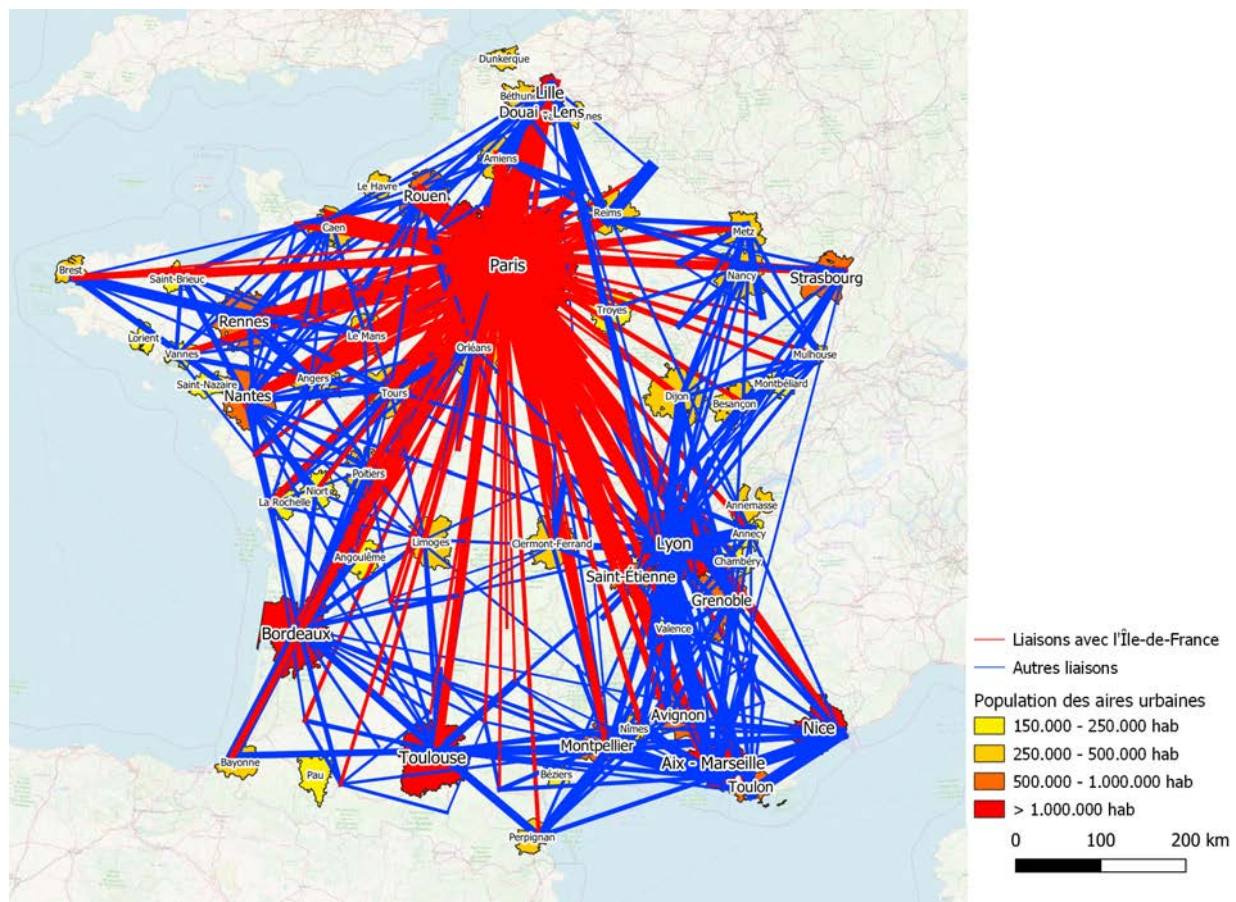 Dunkerque
Lille
Douai - Lens
Amiens
Le Havre
Rouen
Reims
Caen
Metz
Paris
Brest
Saint-Brieuc
Nancy
Strasbourg
Troyes
Rennes
Le Mans
Lorient
Vannes
Orléans
Mulhouse
Saint-Nazaire
Angers
Montbéliard
Nantes
Tours
Dijon
Besançon
Poitiers
Niort
La Rochelle
Annemasse
Annecy
Limoges
Clermont-Ferrand
Lyon
Angoulême
Chambéry
Saint-Étienne
Grenoble
Bordeaux
Valence
Avignon
Nîmes
Nice
Montpellier
Toulouse
Aix - Marseille
Bayonne
Pau
Béziers
Toulon
Perpignan
Liaisons avec l'Île-de-France
Autres liaisons
Population des aires urbaines
150.000 - 250.000 hab
250.000 - 500.000 hab
500.000 - 1.000.000 hab
> 1.000.000 hab
0 100 200 km